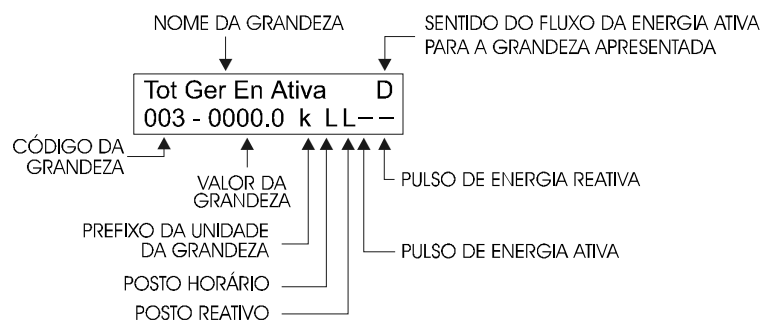 NOME DA GRANDEZA
SENTIDO DO FLUXO DA ENERGIA ATIVA
PARA A GRANDEZA APRESENTADA
Tot Ger En Ativa D
003 - 0000.0 k L L – –
CÓDIGO DA
GRANDEZA
VALOR DA
GRANDEZA
PULSO DE ENERGIA REATIVA
PREFIXO DA UNIDADE
DA GRANDEZA
PULSO DE ENERGIA ATIVA
POSTO HORÁRIO
POSTO REATIVO